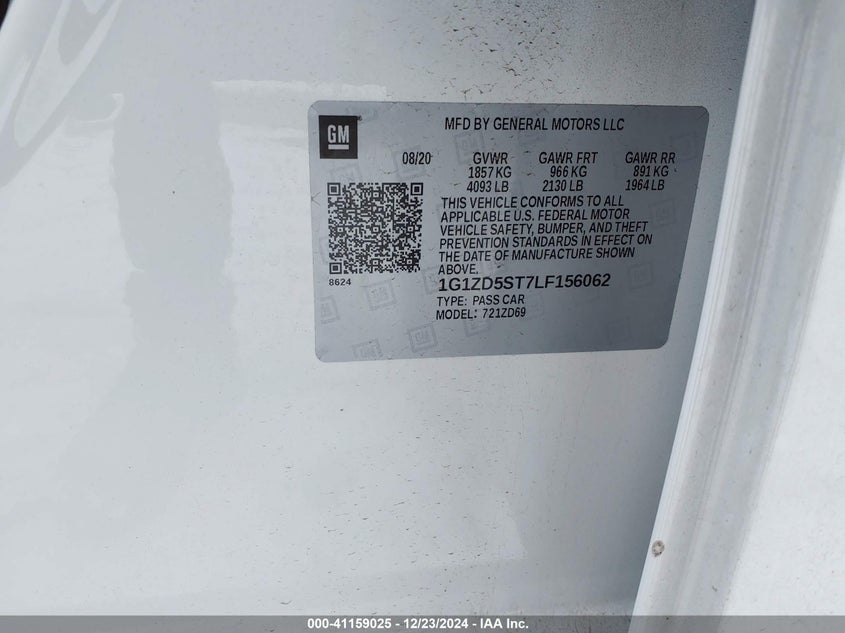 GM
MFD BY GENERAL MOTORS LLC
08/20 GVWR GAWR FRT GAWR RR
1857 KG 966 KG 891 KG
4093 LB 2130 LB 1964 LB
THIS VEHICLE CONFORMS TO ALL
APPLICABLE U.S. FEDERAL MOTOR
VEHICLE SAFETY, BUMPER, AND THEFT
PREVENTION STANDARDS IN EFFECT ON
THE DATE OF MANUFACTURE SHOWN
ABOVE.
8624
1G1ZD5ST7LF156062
TYPE: PASS CAR
MODEL: 721ZD69
000-41159025 - 12/23/2024 - IAA Inc.